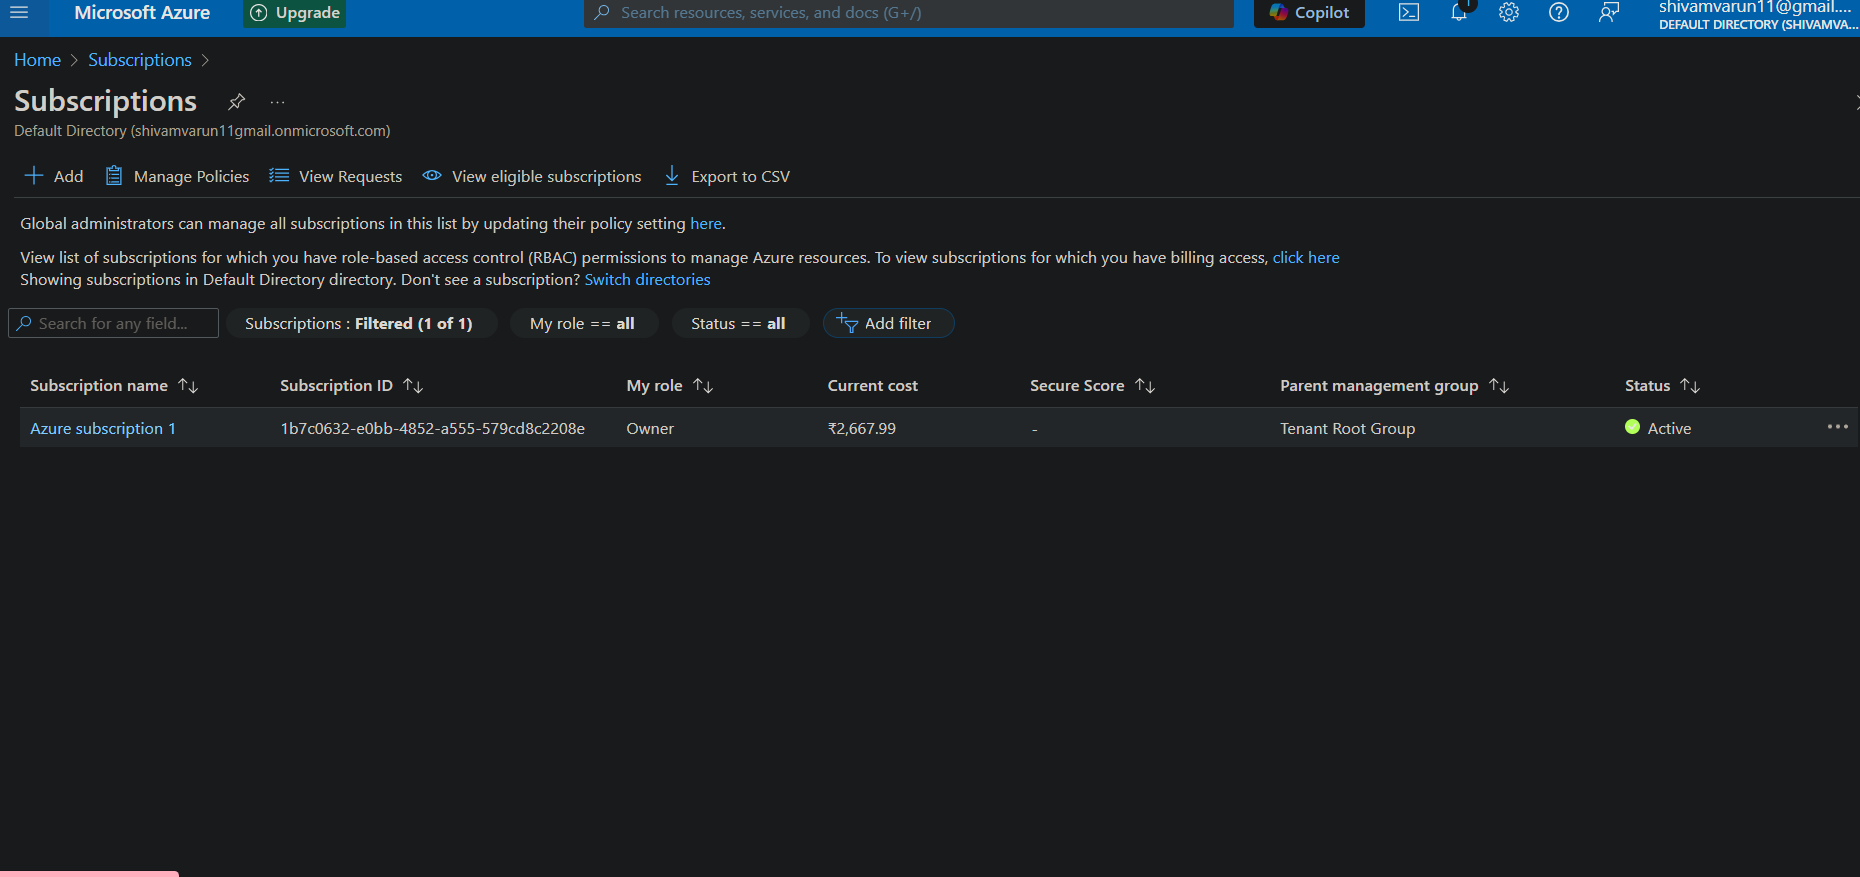 Microsoft Azure
Upgrade
Search resources, services, and docs (G+/)
Copilot
1
shivamvarun11@gmail....
DEFAULT DIRECTORY (SHIVAMVA...
Home > Subscriptions >
Subscriptions
...
Default Directory (shivamvarun11gmail.onmicrosoft.com)
Add
Manage Policies
View Requests
View eligible subscriptions
Export to CSV
Global administrators can manage all subscriptions in this list by updating their policy setting here.
View list of subscriptions for which you have role-based access control (RBAC) permissions to manage Azure resources. To view subscriptions for which you have billing access, click here
Showing subscriptions in Default Directory directory. Don't see a subscription? Switch directories
Search for any field...
Subscriptions : Filtered (1 of 1)
My role == all
Status == all
Add filter
Subscription name Subscription ID My role Current cost Secure Score Parent management group Status
Azure subscription 1 1b7c0632-e0bb-4852-a555-579cd8c2208e Owner ₹2,667.99 - Tenant Root Group Active ...